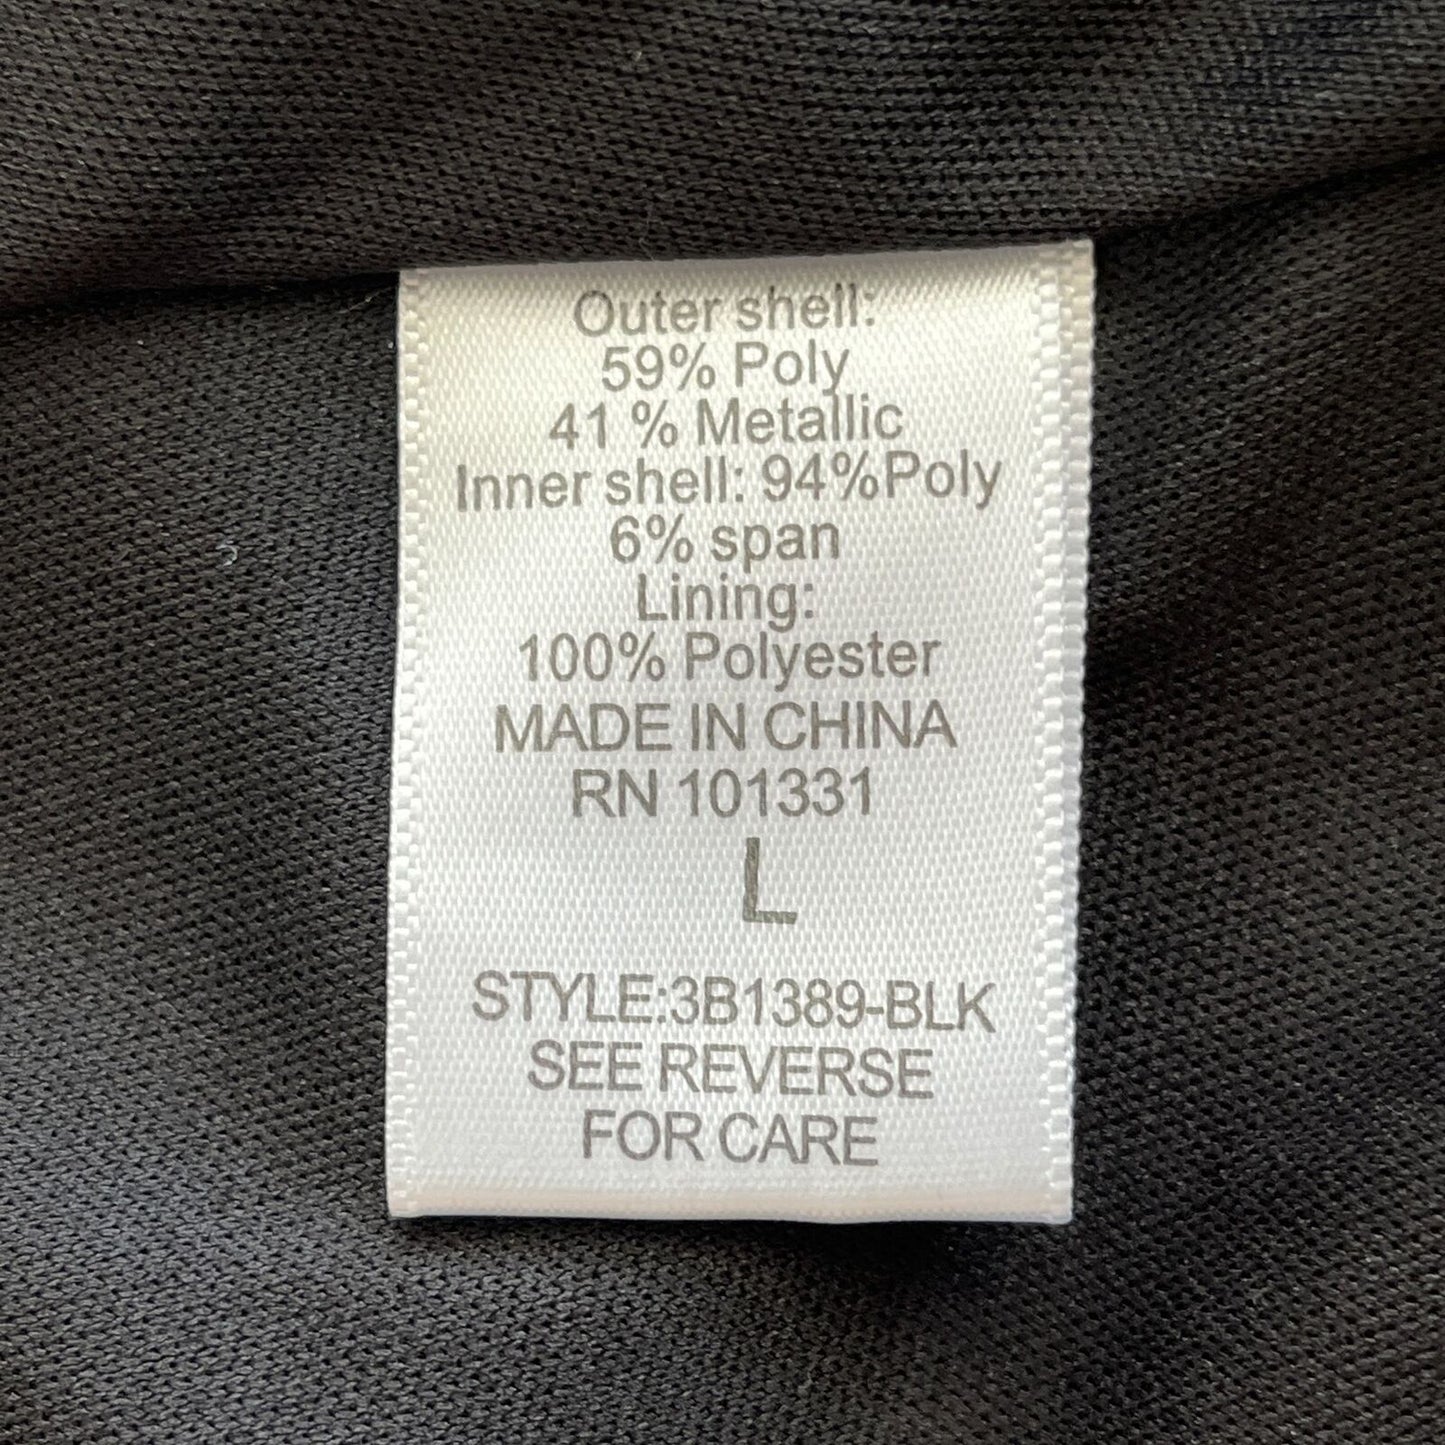 Outer shell:
59% Poly
41 % Metallic
Inner shell: 94%Poly
6% span
Lining:
100% Polyester
MADE IN CHINA
RN 101331
L
STYLE:3B1389-BLK
SEE REVERSE
FOR CARE